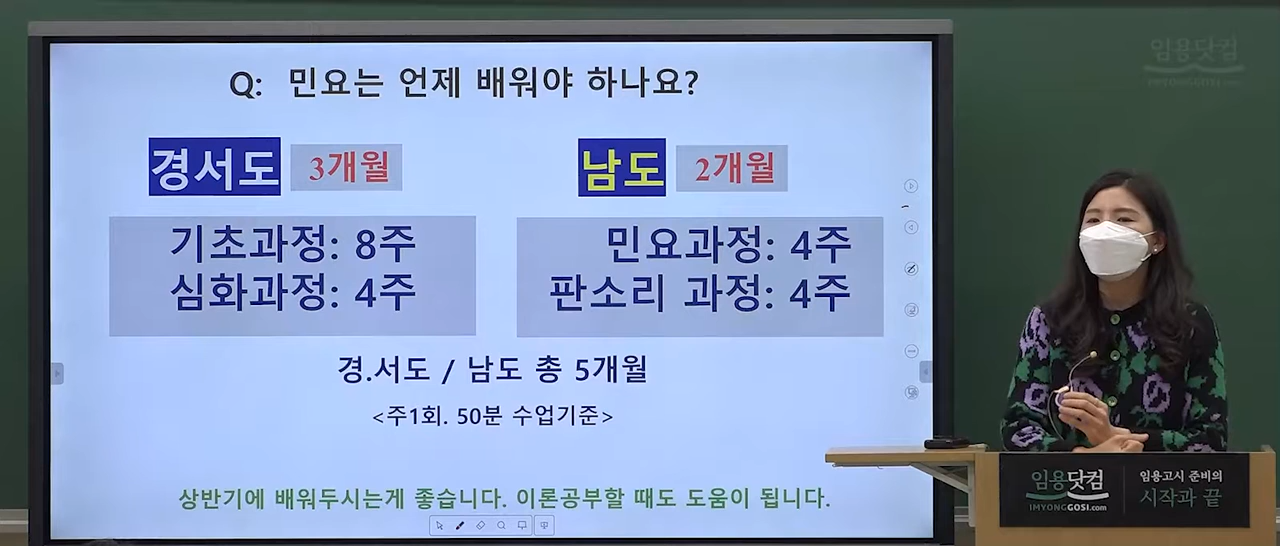 Q: 민요는 언제 배워야 하나요?
경서도 3개월
기초과정: 8주
심화과정: 4주
남도 2개월
민요과정: 4주
판소리 과정: 4주
경.서도 / 남도 총 5개월
<주1회. 50분 수업기준>
상반기에 배워두시는게 좋습니다. 이론공부할 때도 도움이 됩니다.
임용닷컴
IMYONGGOSI.com
임용닷컴
IMYONGGOSI.com
임용고시 준비의
시작과 끝